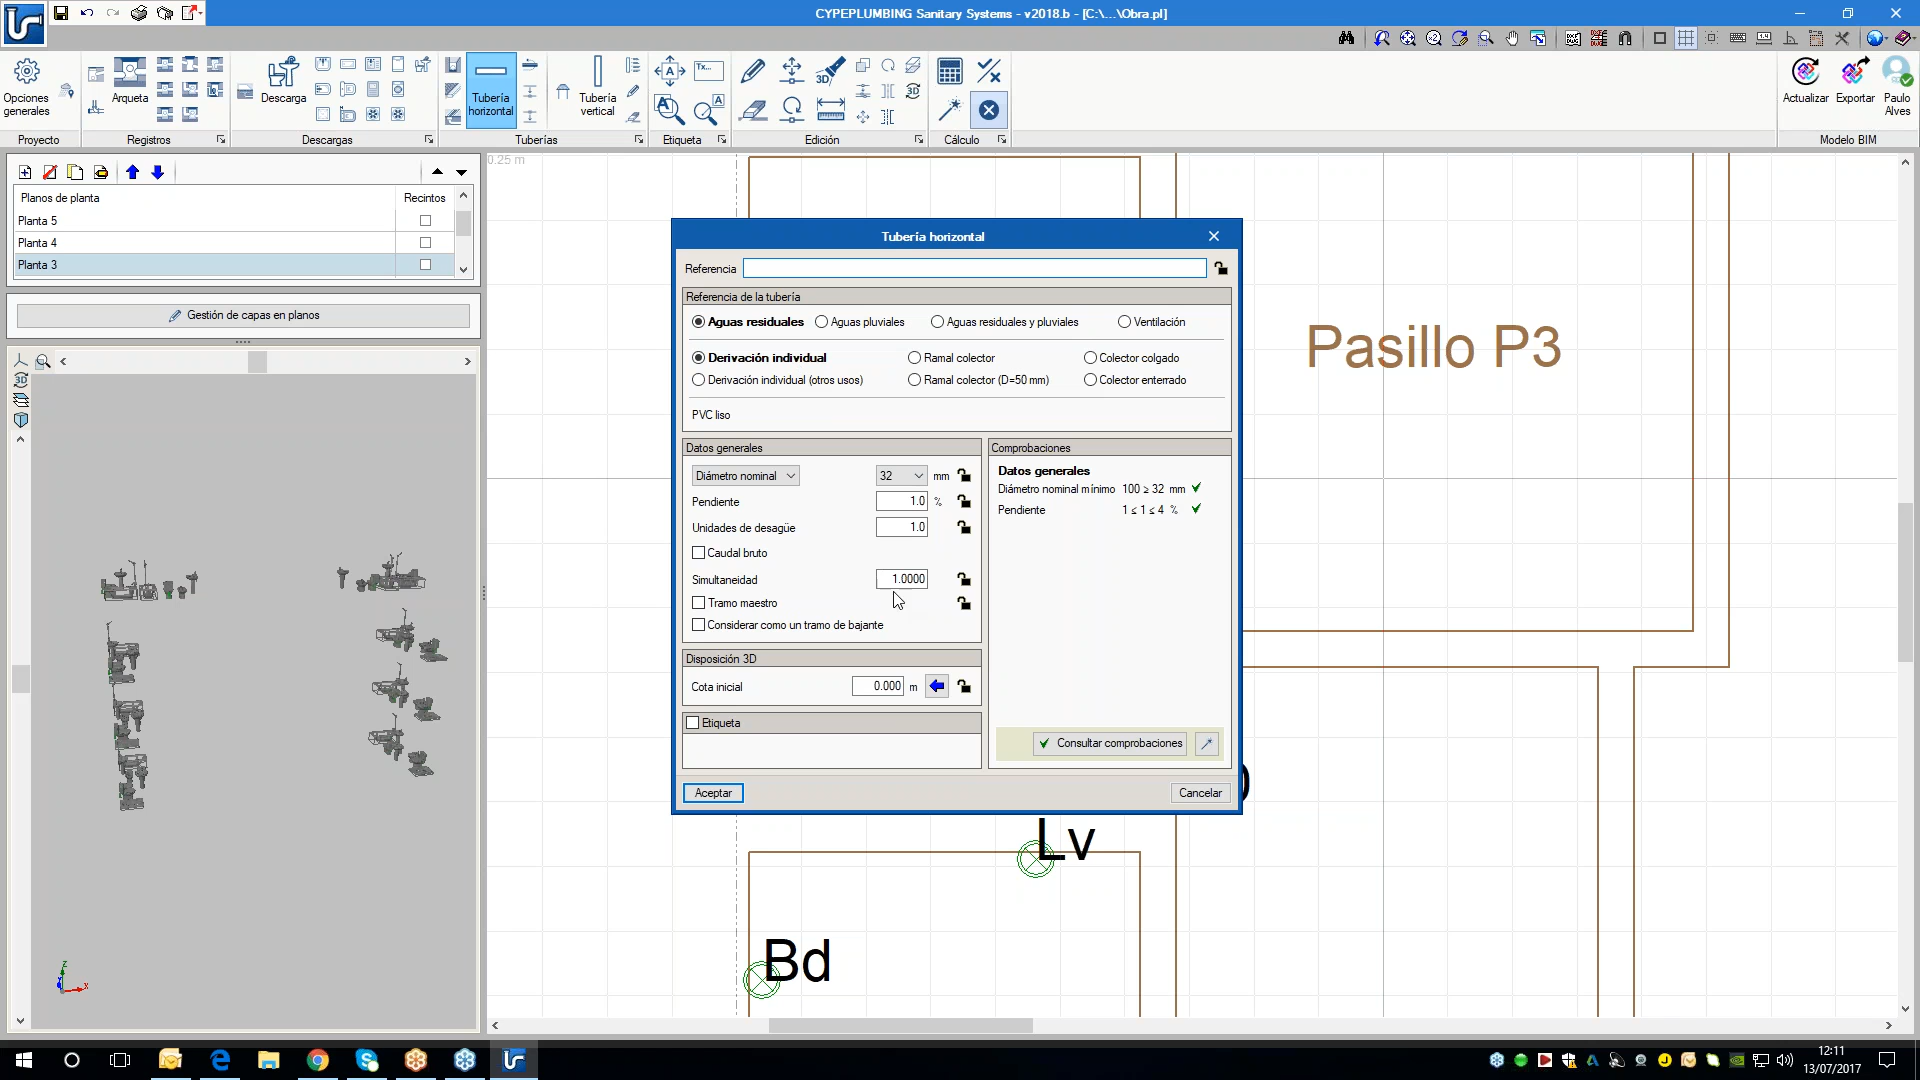 CYPEPLUMBING Sanitary Systems - v2018.b - [C:\...\Obra.pl]
Opciones generales
Arqueta
Descarga
Tubería horizontal
Tubería vertical
Actualizar
Exportar
Paulo Alves
Proyecto
Registros
Descargas
Tuberías
Etiqueta
Edición
Cálculo
Modelo BIM
0.25 m
Planos de planta
Recintos
Planta 5
Planta 4
Planta 3
Gestión de capas en planos
Tubería horizontal
Referencia
Referencia de la tubería
Aguas residuales
Aguas pluviales
Aguas residuales y pluviales
Ventilación
Derivación individual
Ramal colector
Colector colgado
Derivación individual (otros usos)
Ramal colector (D=50 mm)
Colector enterrado
PVC liso
Datos generales
Diámetro nominal
32 mm
Pendiente
1.0 %
Unidades de desagüe
1.0
Caudal bruto
Simultaneidad
1.0000
Tramo maestro
Considerar como un tramo de bajante
Disposición 3D
Cota inicial
0.000 m
Etiqueta
Comprobaciones
Datos generales
Diámetro nominal mínimo 100 ≥ 32 mm
Pendiente 1 ≤ 1 ≤ 4 %
Consultar comprobaciones
Aceptar
Cancelar
Pasillo P3
Lv
Bd
12:11
13/07/2017